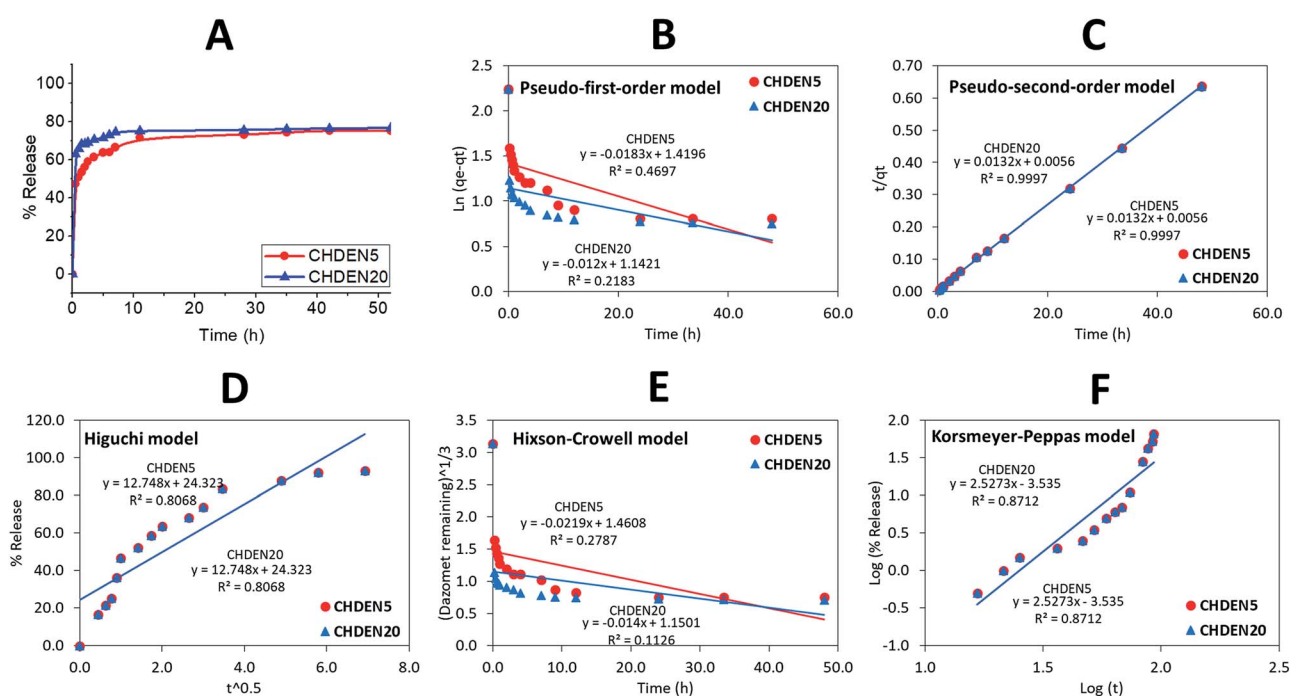 A
% Release
100
80
60
40
20
0
CHDEN5
CHDEN20
0
10
20
30
40
50
Time (h)
B
Pseudo-first-order model
CHDEN5
CHDEN20
Ln (qe-qt)
2.5
2.0
1.5
1.0
0.5
0.0
CHDEN5
y = -0.0183x + 1.4196
R² = 0.4697
CHDEN20
y = -0.012x + 1.1421
R² = 0.2183
0.0
20.0
40.0
60.0
Time (h)
C
Pseudo-second-order model
t/qt
0.70
0.60
0.50
0.40
0.30
0.20
0.10
0.00
CHDEN20
y = 0.0132x + 0.0056
R² = 0.9997
CHDEN5
y = 0.0132x + 0.0056
R² = 0.9997
CHDEN5
CHDEN20
0.0
20.0
40.0
60.0
Time (h)
D
Higuchi model
% Release
120.0
100.0
80.0
60.0
40.0
20.0
0.0
CHDEN5
y = 12.748x + 24.323
R² = 0.8068
CHDEN20
y = 12.748x + 24.323
R² = 0.8068
CHDEN5
CHDEN20
0.0
2.0
4.0
6.0
8.0
t^0.5
E
Hixson-Crowell model
CHDEN5
CHDEN20
(Dazomet remaining)^1/3
3.5
3.0
2.5
2.0
1.5
1.0
0.5
0.0
CHDEN5
y = -0.0219x + 1.4608
R² = 0.2787
CHDEN20
y = -0.014x + 1.1501
R² = 0.1126
0.0
10.0
20.0
30.0
40.0
50.0
Time (h)
F
Korsmeyer-Peppas model
Log (% Release)
2.0
1.5
1.0
0.5
0.0
-0.5
-1.0
CHDEN20
y = 2.5273x - 3.535
R² = 0.8712
CHDEN5
y = 2.5273x - 3.535
R² = 0.8712
CHDEN5
CHDEN20
1.0
1.5
2.0
2.5
Log (t)